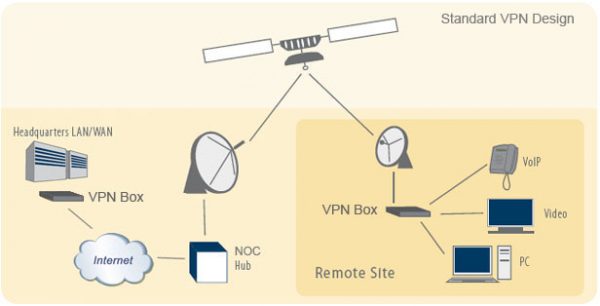 Standard VPN Design
Headquarters LAN/WAN
VPN Box
Internet
NOC
Hub
VoIP
VPN Box
Video
PC
Remote Site